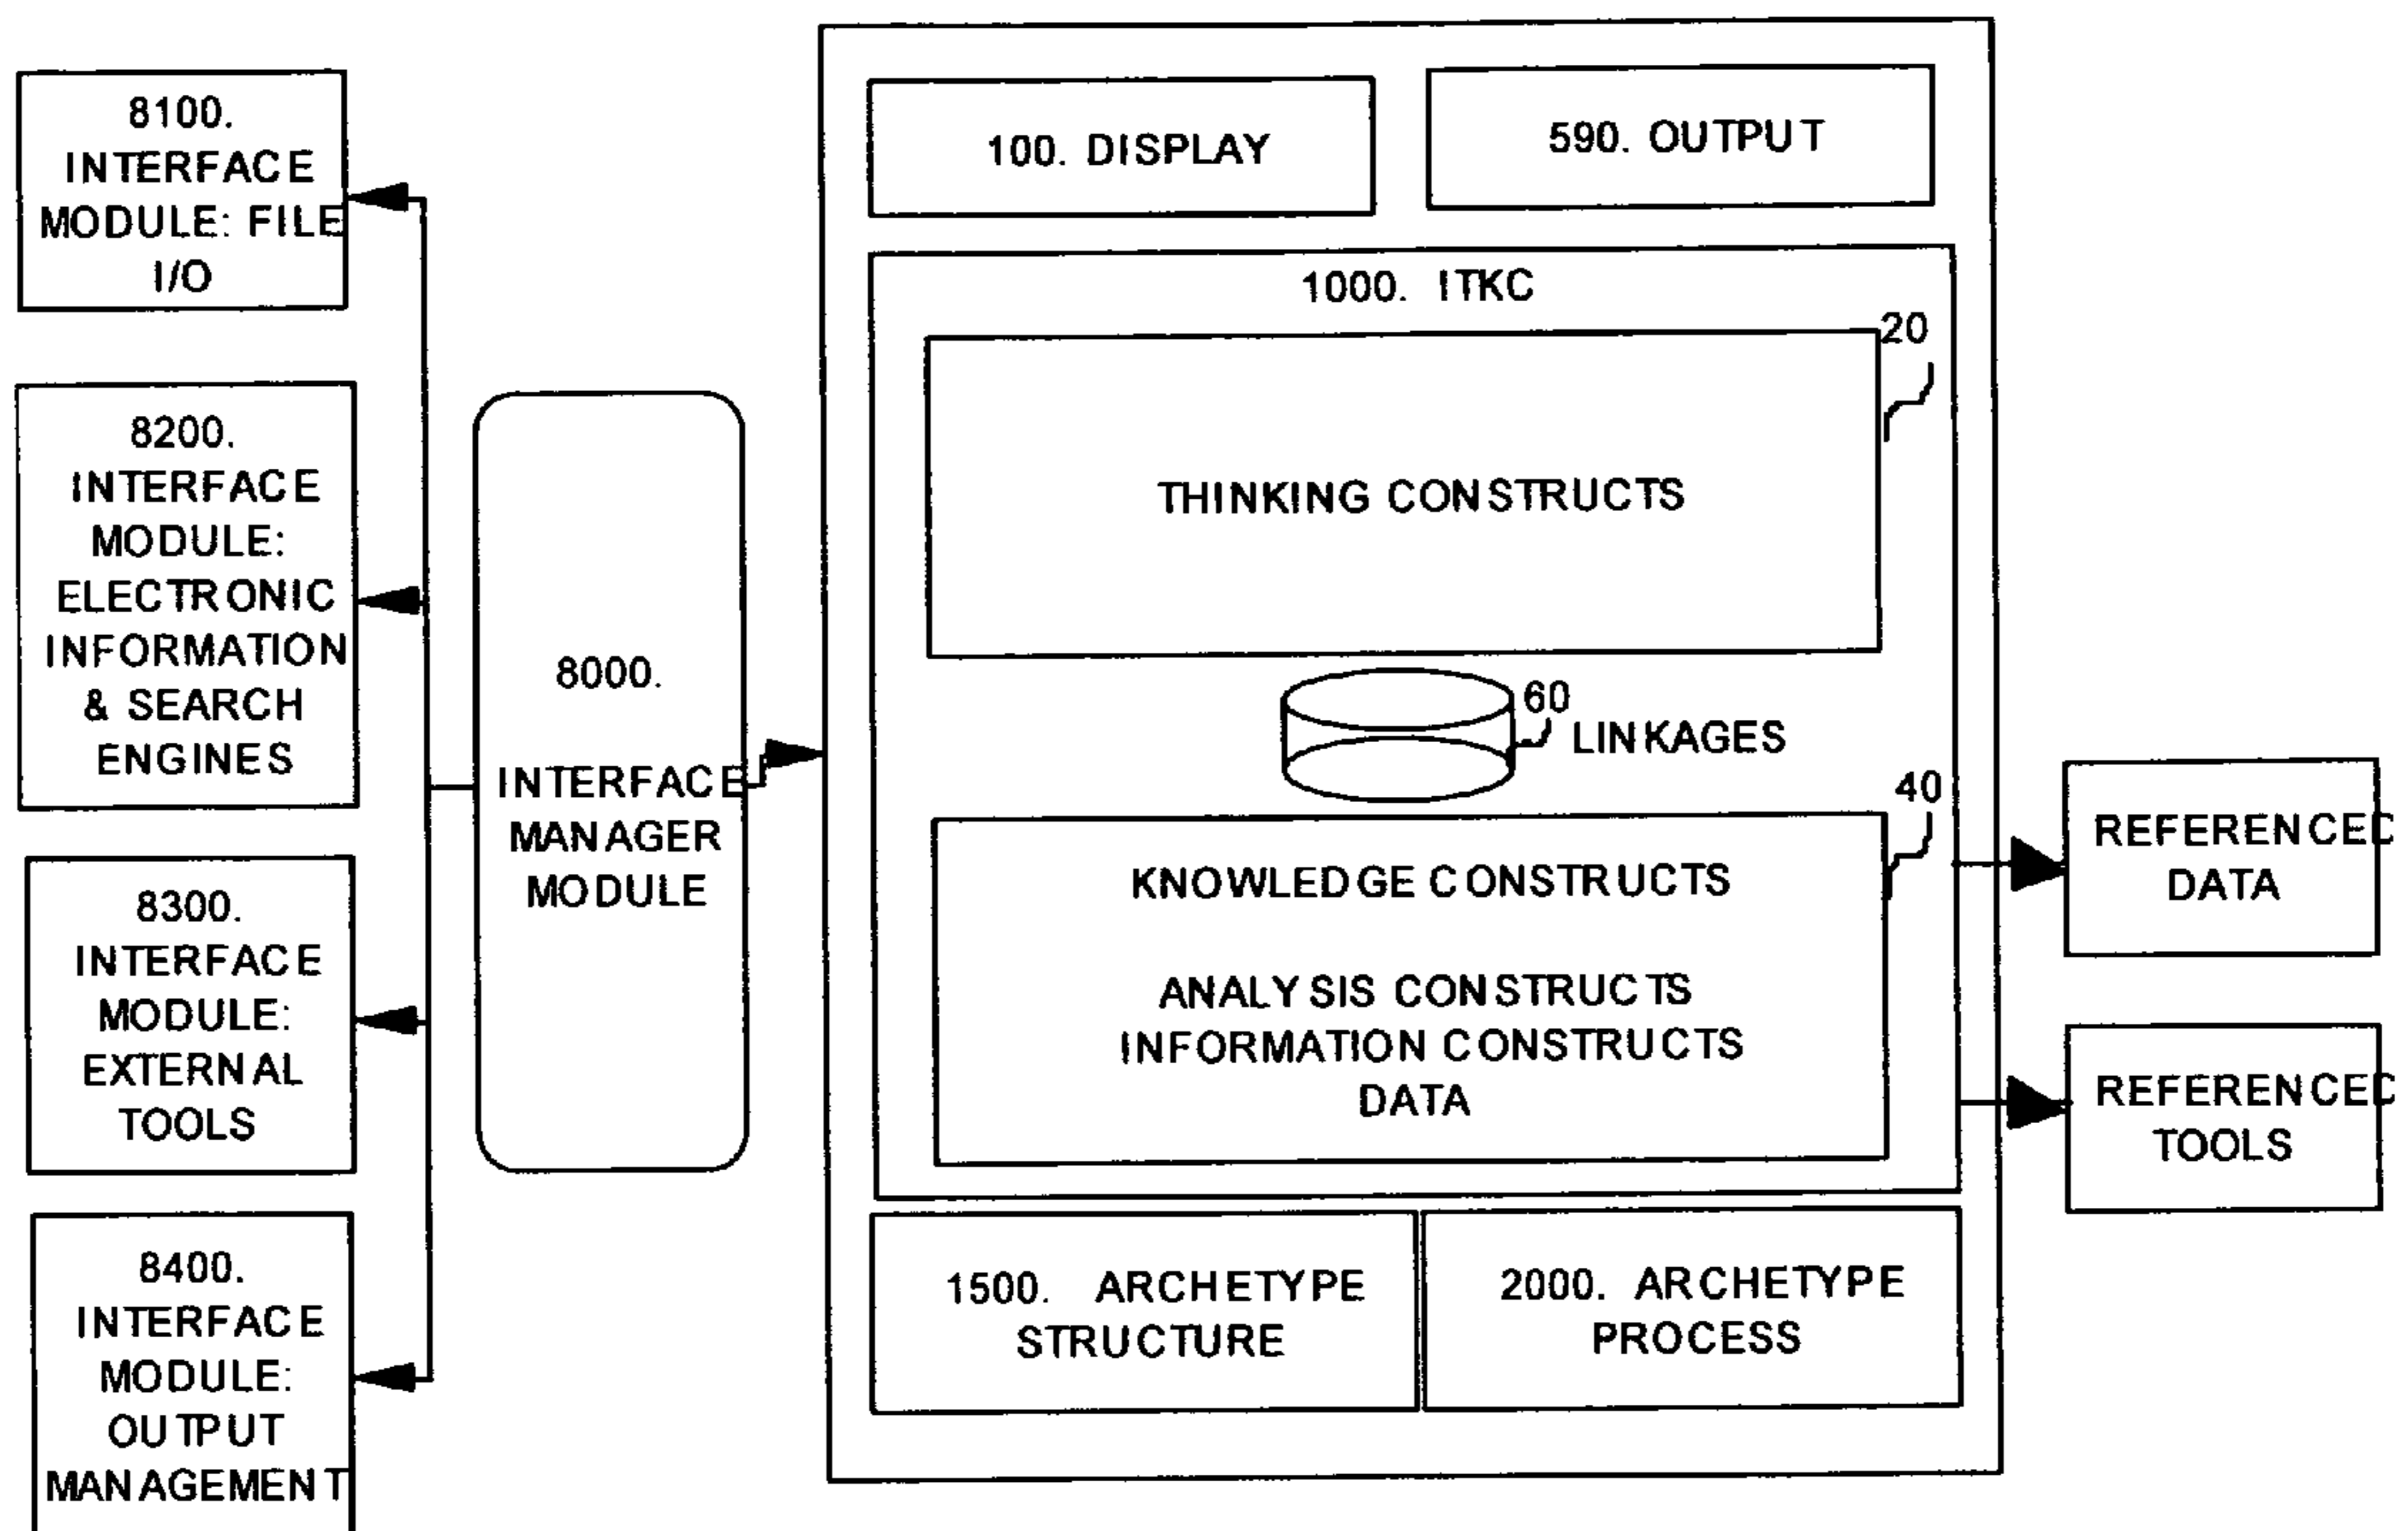 8100.
INTERFACE
MODULE: FILE
I/O
8200.
INTERFACE
MODULE:
ELECTRONIC
INFORMATION
& SEARCH
ENGINES
8300.
INTERFACE
MODULE:
EXTERNAL
TOOLS
8400.
INTERFACE
MODULE:
OUTPUT
MANAGEMENT
8000.
INTERFACE
MANAGER
MODULE
100. DISPLAY
590. OUTPUT
1000. ITKC
20
THINKING CONSTRUCTS
60
LINKAGES
40
KNOWLEDGE CONSTRUCTS
ANALYSIS CONSTRUCTS
INFORMATION CONSTRUCTS
DATA
1500. ARCHETYPE
STRUCTURE
2000. ARCHETYPE
PROCESS
REFERENCED
DATA
REFERENCED
TOOLS